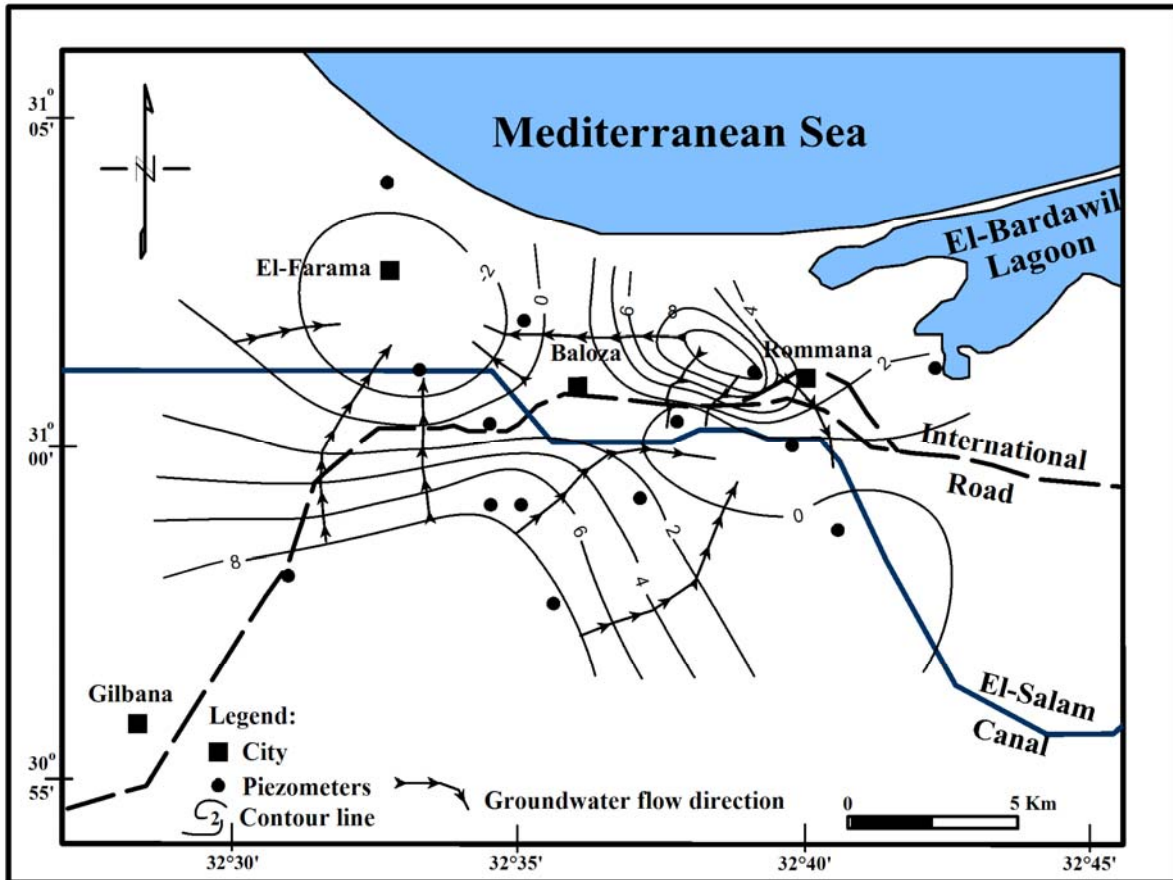 31°
05'
Mediterranean Sea
N
El-Bardawil
Lagoon
El-Farama
-2
0
6
8
4
Baloza
Rommana
2
31°
00'
International
Road
0
6
2
8
4
El-Salam
Canal
Gilbana
Legend:
City
Piezometers
Groundwater flow direction
2
Contour line
30°
55'
0
5 Km
32°30'
32°35'
32°40'
32°45'